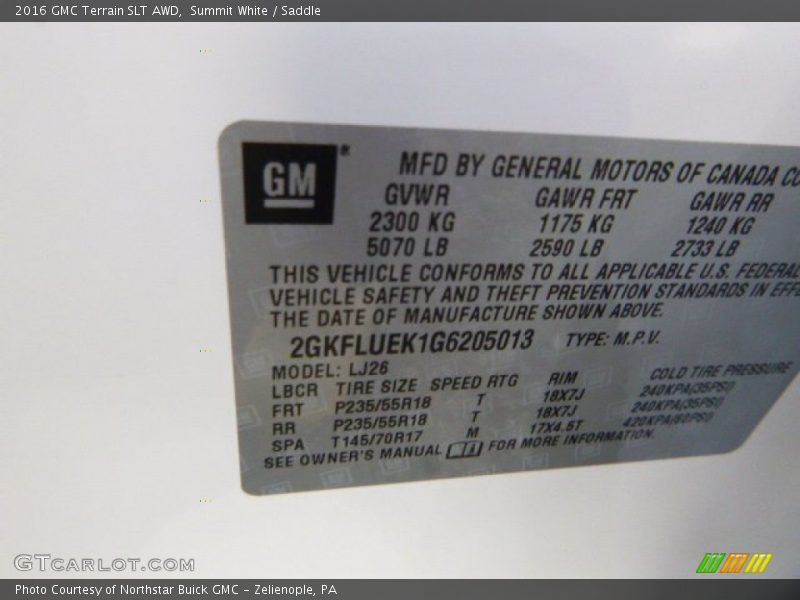 2016 GMC Terrain SLT AWD, Summit White / Saddle
GM®
MFD BY GENERAL MOTORS OF CANADA CO
GVWR GAWR FRT GAWR RR
2300 KG 1175 KG 1240 KG
5070 LB 2590 LB 2733 LB
THIS VEHICLE CONFORMS TO ALL APPLICABLE U.S. FEDERAL
VEHICLE SAFETY AND THEFT PREVENTION STANDARDS IN EFFE
THE DATE OF MANUFACTURE SHOWN ABOVE.
2GKFLUEK1G6205013 TYPE: M.P.V.
MODEL: LJ26
LBCR TIRE SIZE SPEED RTG RIM COLD TIRE PRESSURE
FRT P235/55R18 T 18X7J 240KPA(35PSI)
RR P235/55R18 T 18X7J 240KPA(35PSI)
SPA T145/70R17 M 17X4.5T 420KPA(60PSI)
SEE OWNER'S MANUAL FOR MORE INFORMATION.
GTCARLOT.COM
Photo Courtesy of Northstar Buick GMC - Zelienople, PA